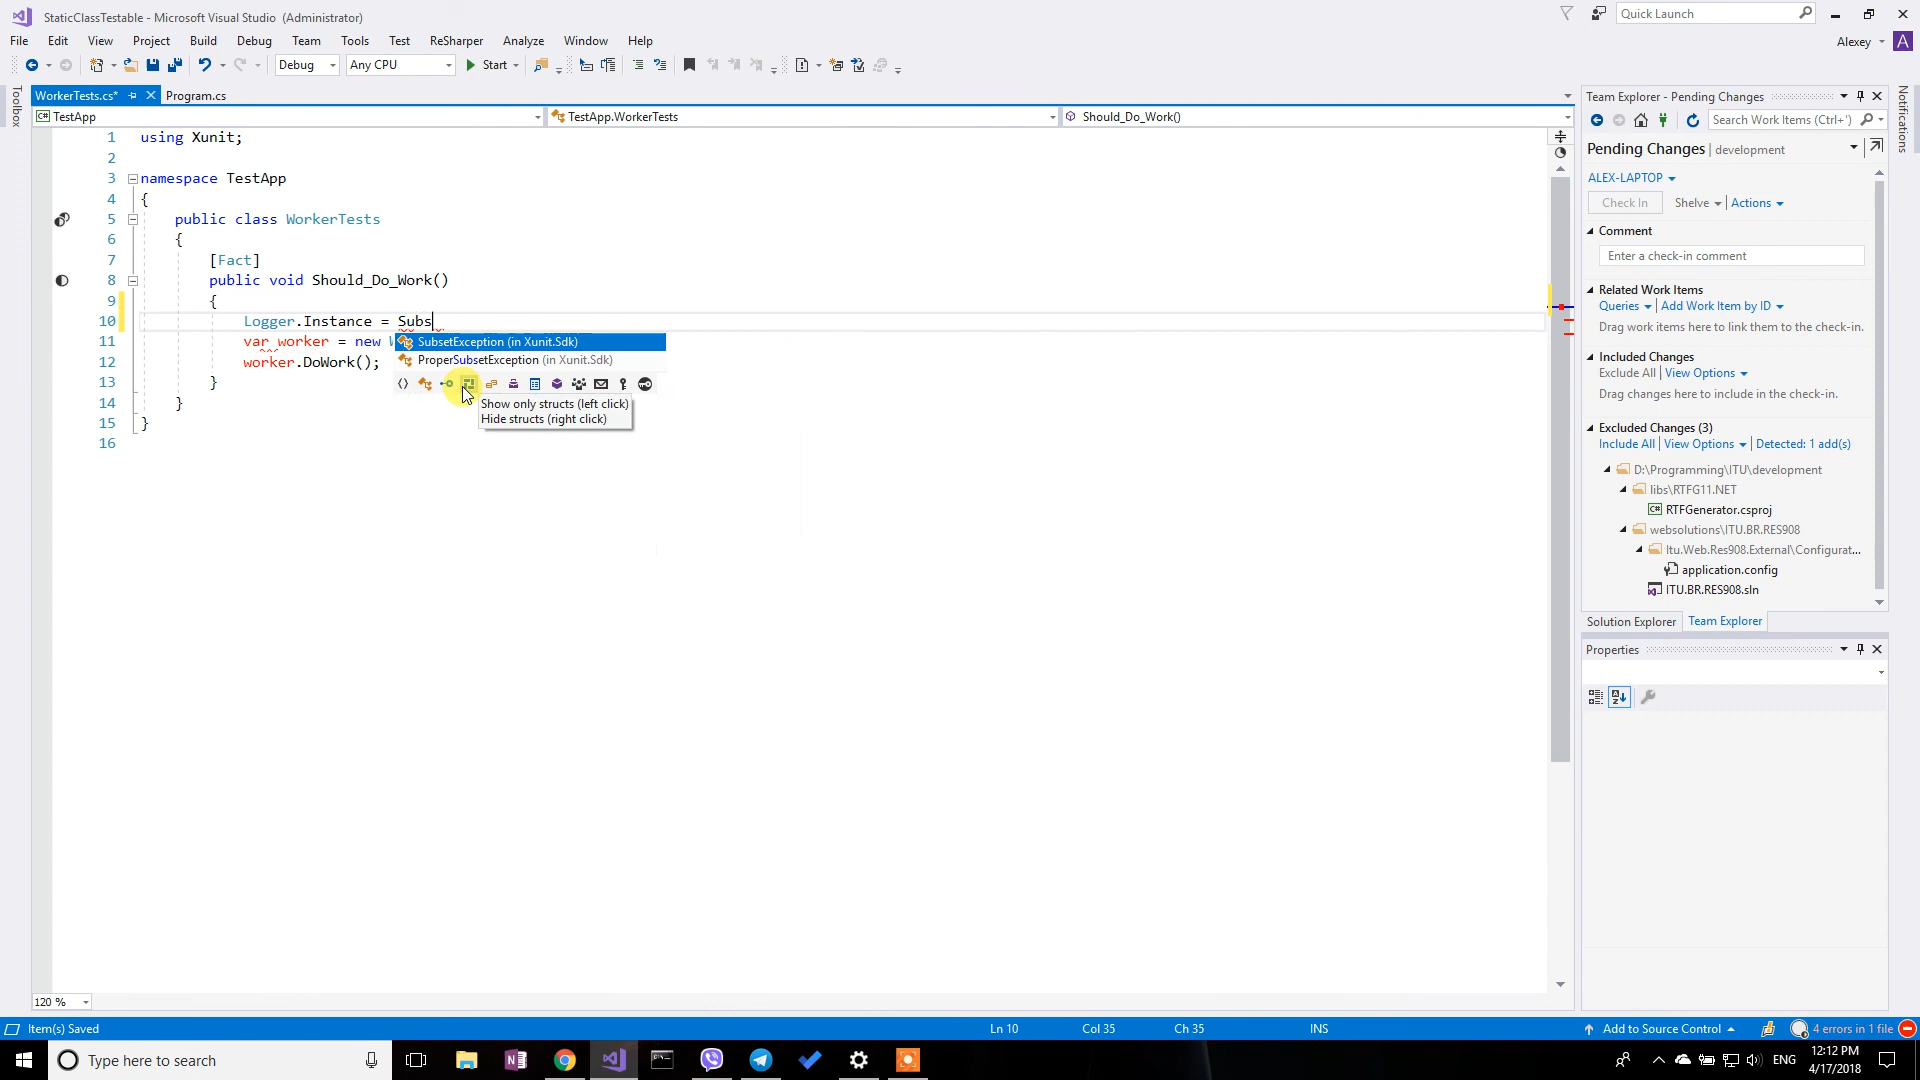 StaticClassTestable - Microsoft Visual Studio (Administrator)
Quick Launch
File Edit View Project Build Debug Team Tools Test ReSharper Analyze Window Help
Alexey
A
Debug Any CPU Start
Toolbox
WorkerTests.cs*
Program.cs
C# TestApp
TestApp.WorkerTests
Should_Do_Work()
1 using Xunit;
2
3 namespace TestApp
4 {
5 public class WorkerTests
6 {
7 [Fact]
8 public void Should_Do_Work()
9 {
10 Logger.Instance = Subs
11 var worker = new W
12 worker.DoWork();
13 }
14 }
15 }
16
SubsetException (in Xunit.Sdk)
ProperSubsetException (in Xunit.Sdk)
Show only structs (left click)
Hide structs (right click)
Team Explorer - Pending Changes
Search Work Items (Ctrl+')
Pending Changes | development
ALEX-LAPTOP
Check In Shelve Actions
Comment
Enter a check-in comment
Related Work Items
Queries Add Work Item by ID
Drag work items here to link them to the check-in.
Included Changes
Exclude All View Options
Drag changes here to include in the check-in.
Excluded Changes (3)
Include All View Options Detected: 1 add(s)
D:\Programming\ITU\development
libs\RTFG11.NET
C# RTFGenerator.csproj
websolutions\ITU.BR.RES908
Itu.Web.Res908.External\Configurat...
application.config
ITU.BR.RES908.sln
Solution Explorer Team Explorer
Properties
Notifications
120 %
Item(s) Saved
Ln 10 Col 35 Ch 35 INS
Add to Source Control
4 errors in 1 file
Type here to search
ENG
12:12 PM
4/17/2018